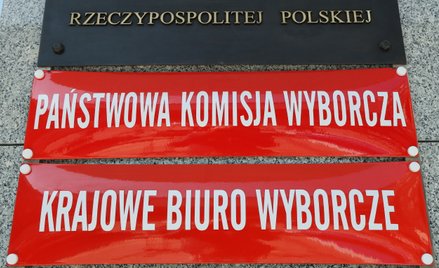 RZECZYPOSPOLITEJ POLSKIEJ
PAŃSTWOWA KOMISJA WYBORCZA
KRAJOWE BIURO WYBORCZE